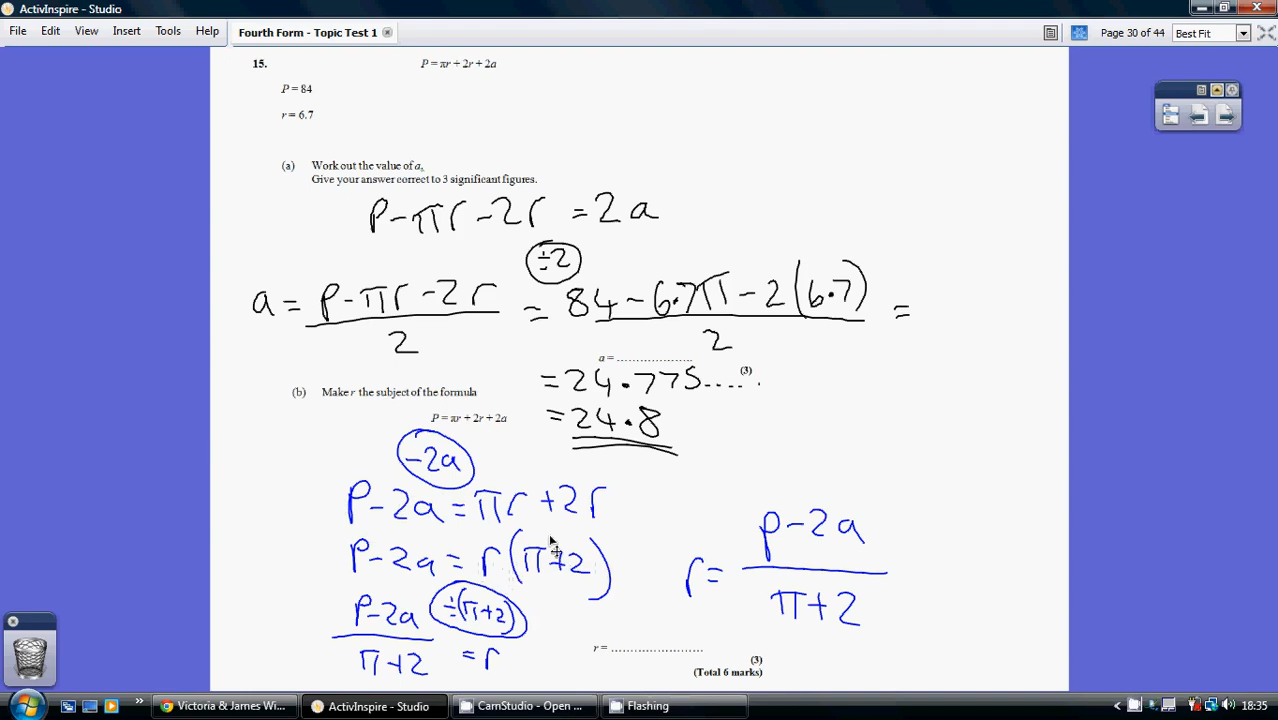 ActivInspire - Studio
File Edit View Insert Tools Help
Fourth Form - Topic Test 1
Page 30 of 44
Best Fit
15.
P = πr + 2r + 2a
P = 84
r = 6.7
(a) Work out the value of a,
Give your answer correct to 3 significant figures.
P-πr-2r = 2a
÷2
a = P-πr-2r / 2 = 84 - 6.7π - 2(6.7) / 2 =
a = ......................
(3)
= 24.775....
(b) Make r the subject of the formula
= 24.8
P = πr + 2r + 2a
-2a
P-2a = πr + 2r
P-2a = r(π+2)
P-2a / π+2 = r
÷(π+2)
r = P-2a / π+2
r = ...........................
(3)
(Total 6 marks)
Victoria & James Wi...
ActivInspire - Studio
CamStudio - Open ...
Flashing
18:35